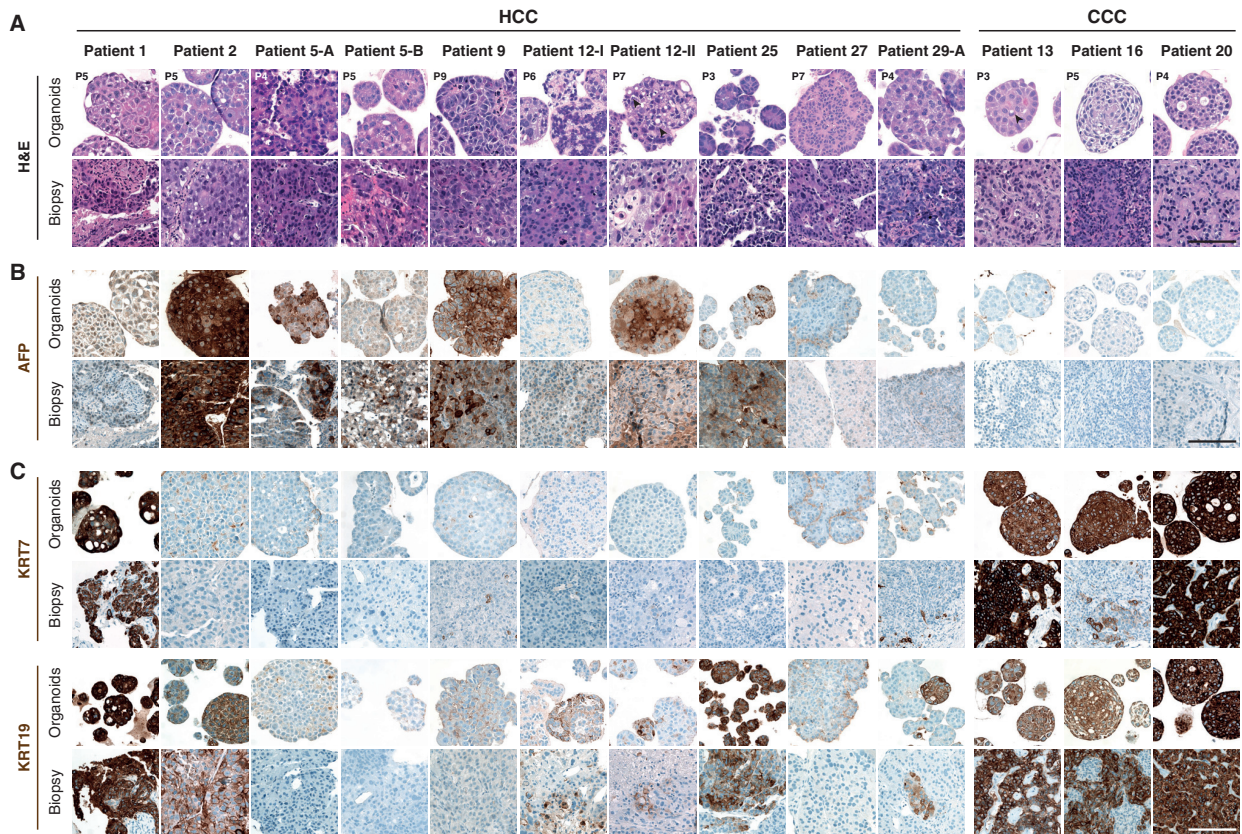 HCC CCC
A
Patient 1 Patient 2 Patient 5-A Patient 5-B Patient 9 Patient 12-I Patient 12-II Patient 25 Patient 27 Patient 29-A Patient 13 Patient 16 Patient 20
H&E
Organoids
P5 P5 P4 P5 P9 P6 P7 P3 P7 P4 P3 P5 P4
Biopsy
B
AFP
Organoids
Biopsy
C
KRT7
Organoids
Biopsy
KRT19
Organoids
Biopsy